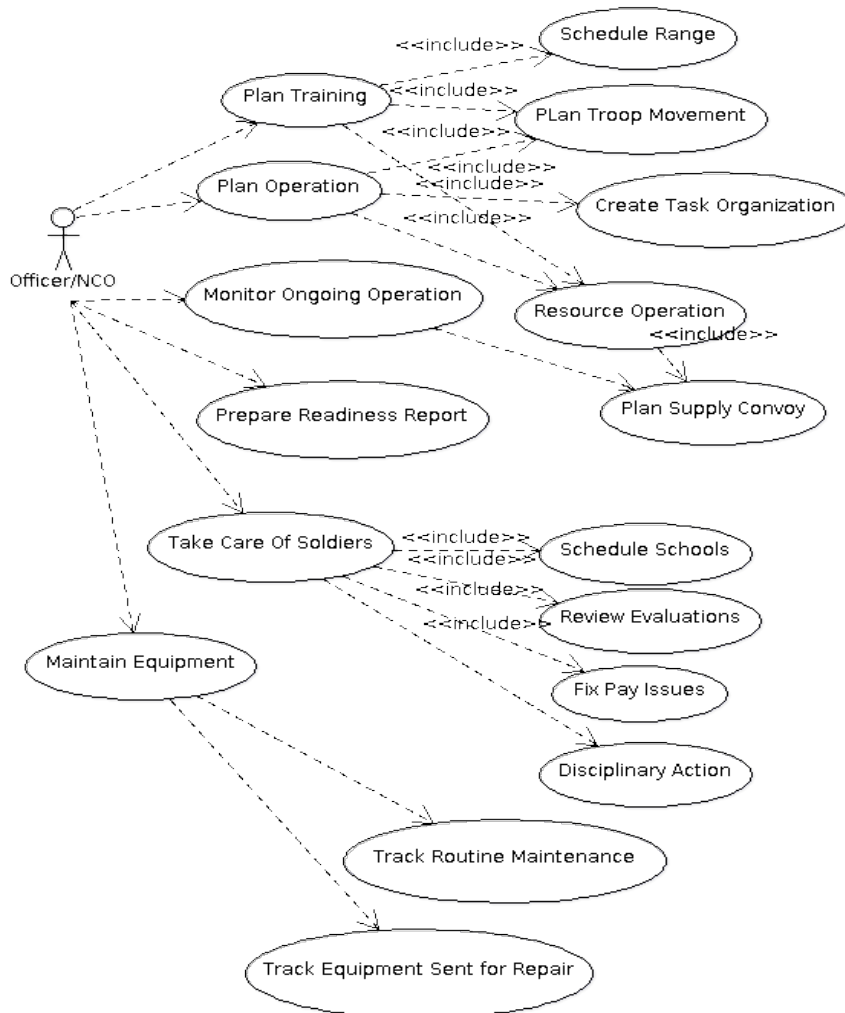 Schedule Range
<<include>>
<<include>>
Plan Training
PLan Troop Movement
<<include>>
<<include>>
<<include>>
Plan Operation
Create Task Organization
<<include>>
Officer/NCO
Monitor Ongoing Operation
Resource Operation
<<include>>
Prepare Readiness Report
Plan Supply Convoy
Take Care Of Soldiers
<<include>>
<<include>>
Schedule Schools
<<include>>
<<include>>
Review Evaluations
Maintain Equipment
Fix Pay Issues
Disciplinary Action
Track Routine Maintenance
Track Equipment Sent for Repair